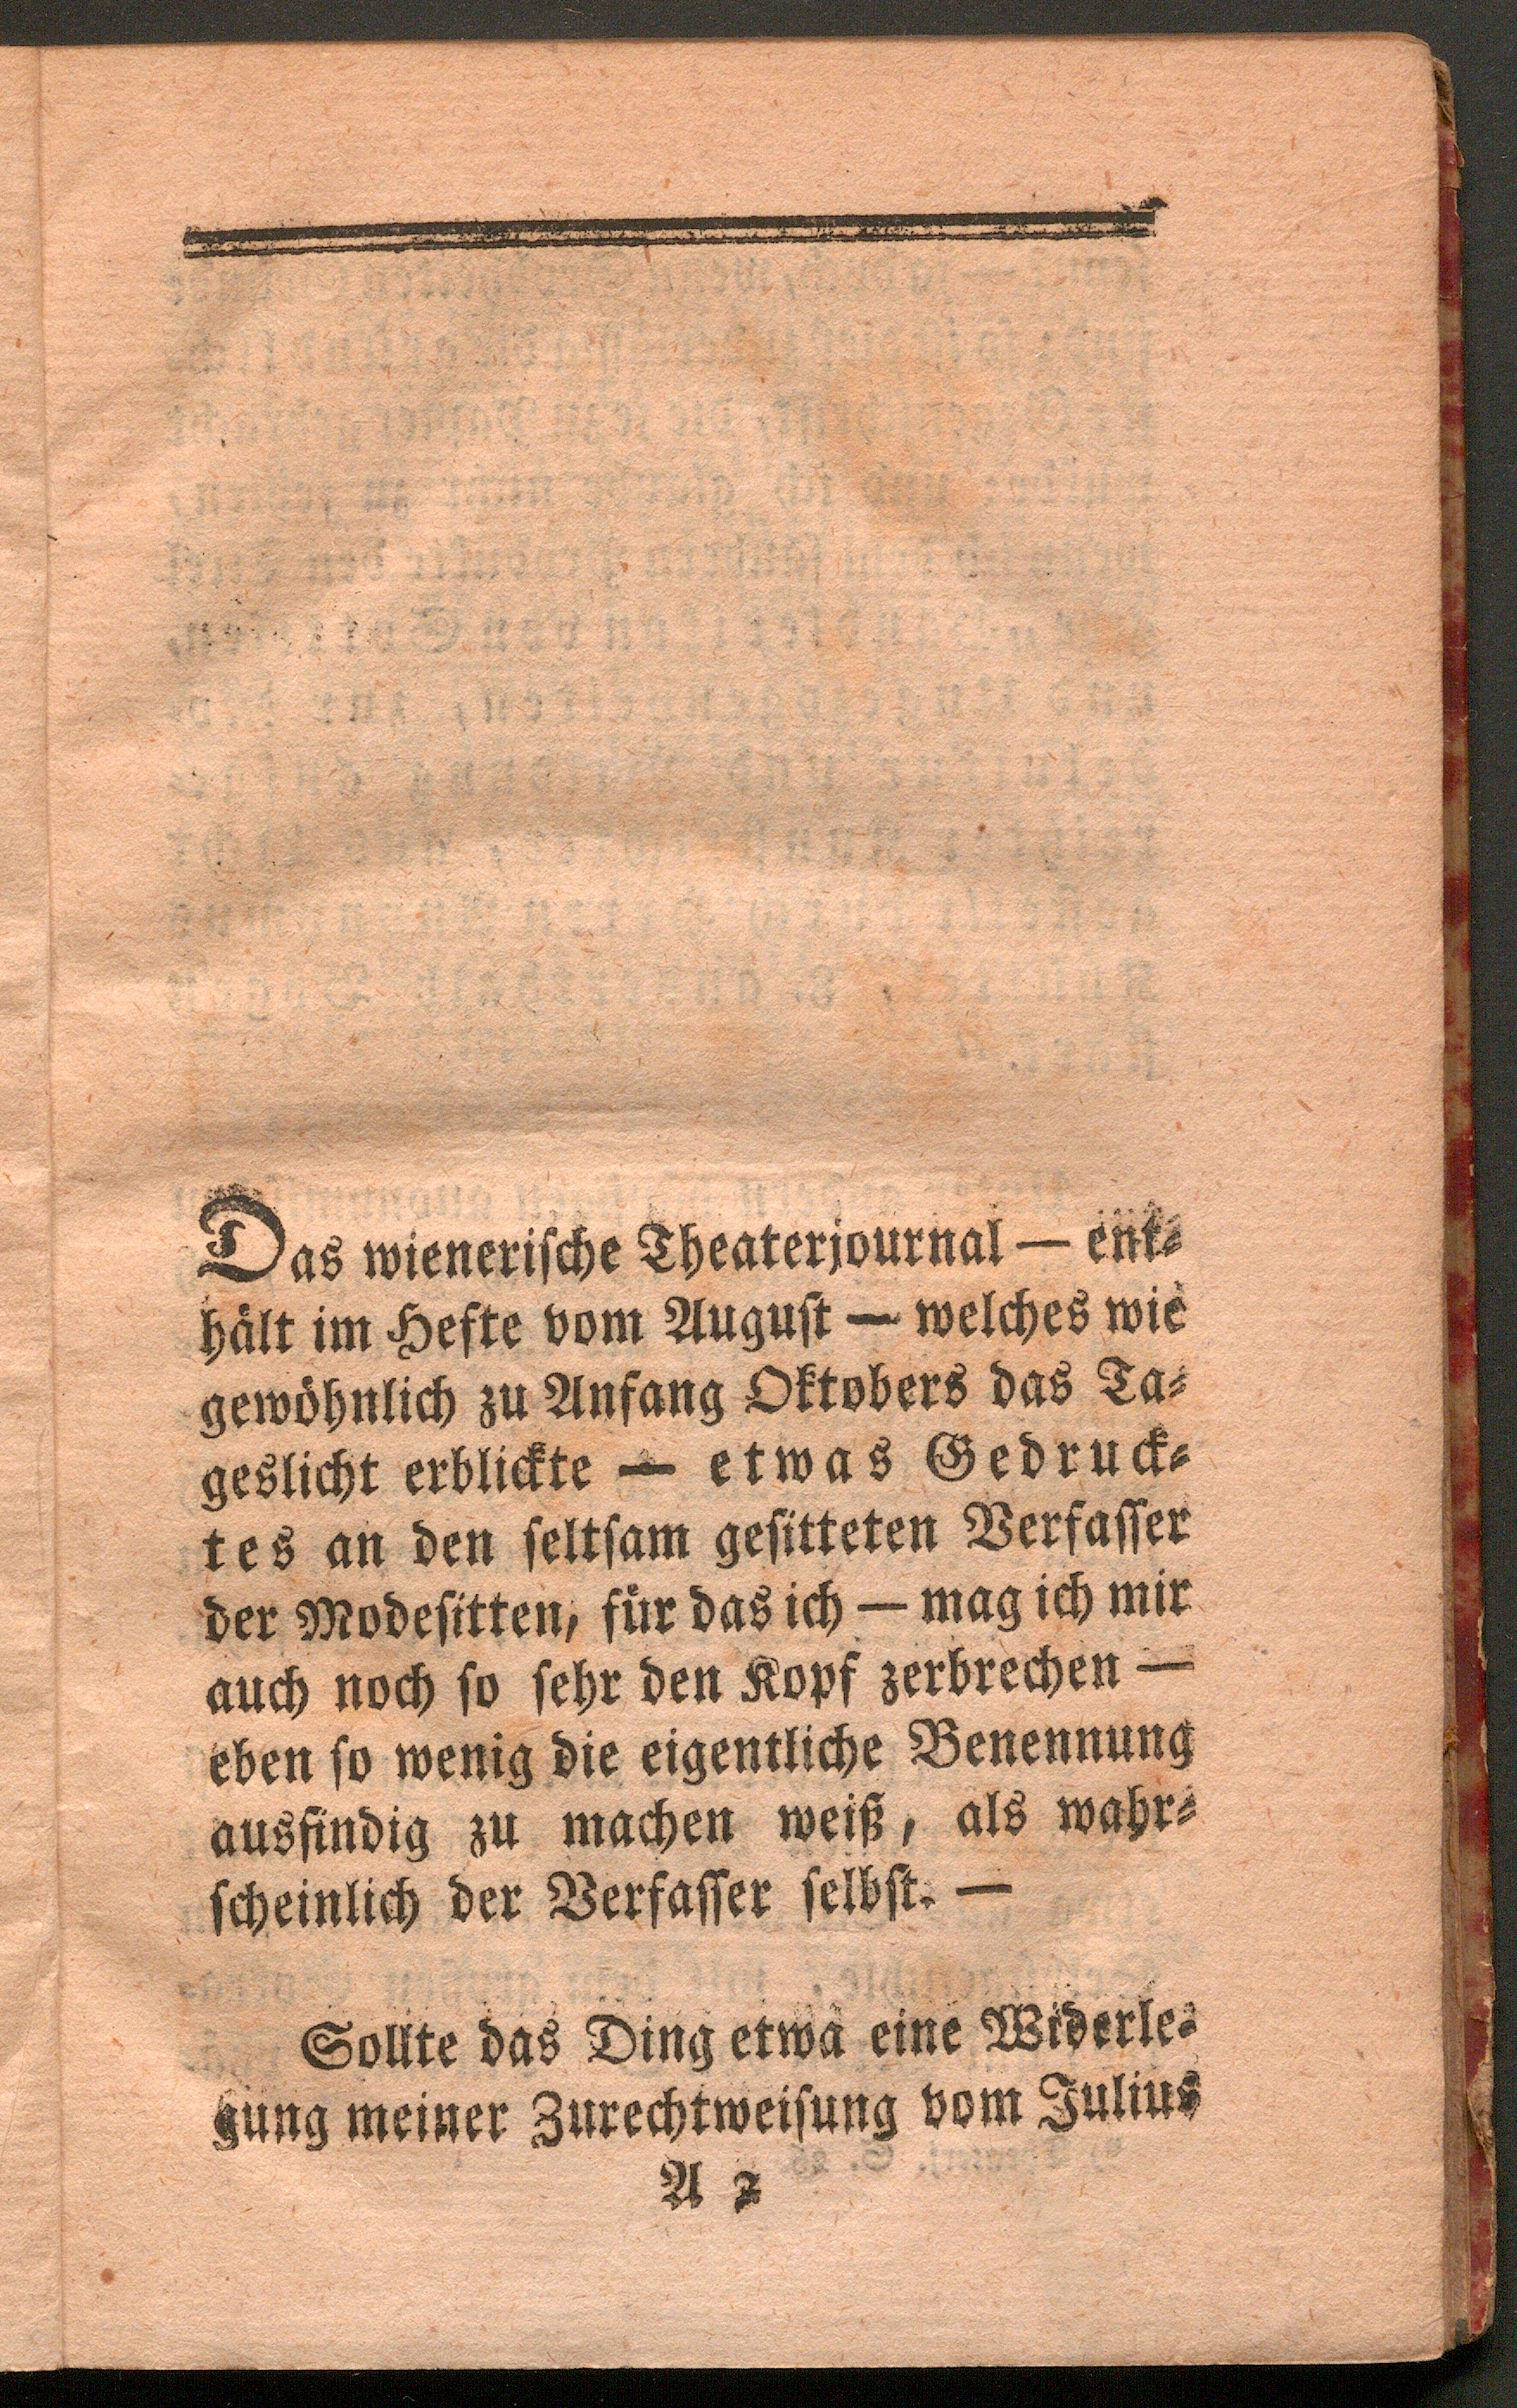 Das wieneriſche Theaterjournal — ent⸗
hält im Hefte vom Auguſt — welches wie
gewöhnlich zu Anfang Oktobers das Ta⸗
geslicht erblickte — etwas Gedruck⸗
tes an den ſeltſam geſitteten Verfaſſer
der Modeſitten, für das ich — mag ich mir
auch noch ſo ſehr den Kopf zerbrechen —
eben ſo wenig die eigentliche Benennung
ausfindig zu machen weiß, als wahr⸗
ſcheinlich der Verfaſſer ſelbſt. —
Sollte das Ding etwa eine Widerle⸗
gung meiner Zurechtweiſung vom Julius
A 2